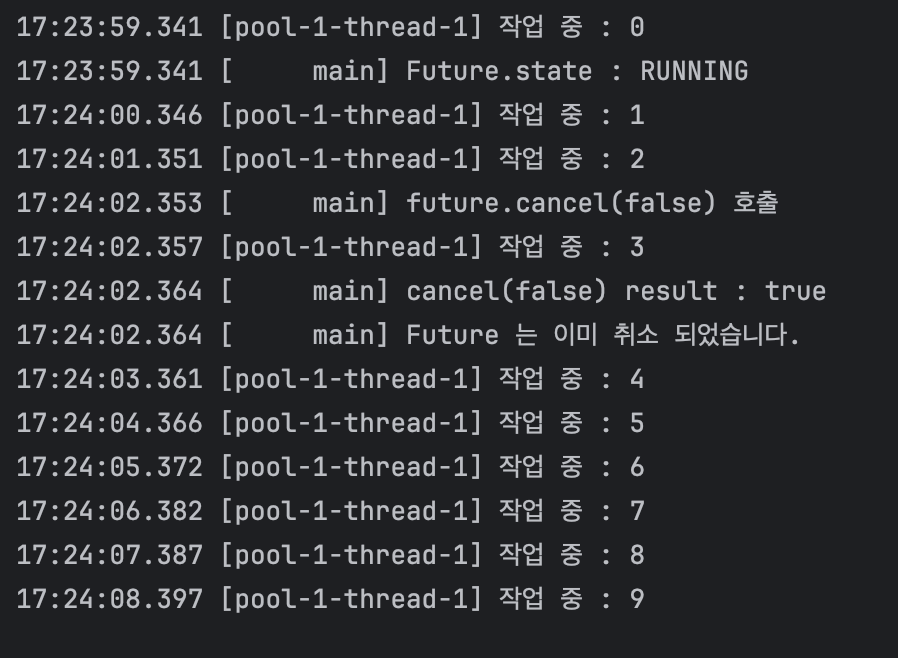 17:23:59.341 [pool-1-thread-1] 작업 중 : 0
17:23:59.341 [     main] Future.state : RUNNING
17:24:00.346 [pool-1-thread-1] 작업 중 : 1
17:24:01.351 [pool-1-thread-1] 작업 중 : 2
17:24:02.353 [     main] future.cancel(false) 호출
17:24:02.357 [pool-1-thread-1] 작업 중 : 3
17:24:02.364 [     main] cancel(false) result : true
17:24:02.364 [     main] Future 는 이미 취소 되었습니다.
17:24:03.361 [pool-1-thread-1] 작업 중 : 4
17:24:04.366 [pool-1-thread-1] 작업 중 : 5
17:24:05.372 [pool-1-thread-1] 작업 중 : 6
17:24:06.382 [pool-1-thread-1] 작업 중 : 7
17:24:07.387 [pool-1-thread-1] 작업 중 : 8
17:24:08.397 [pool-1-thread-1] 작업 중 : 9